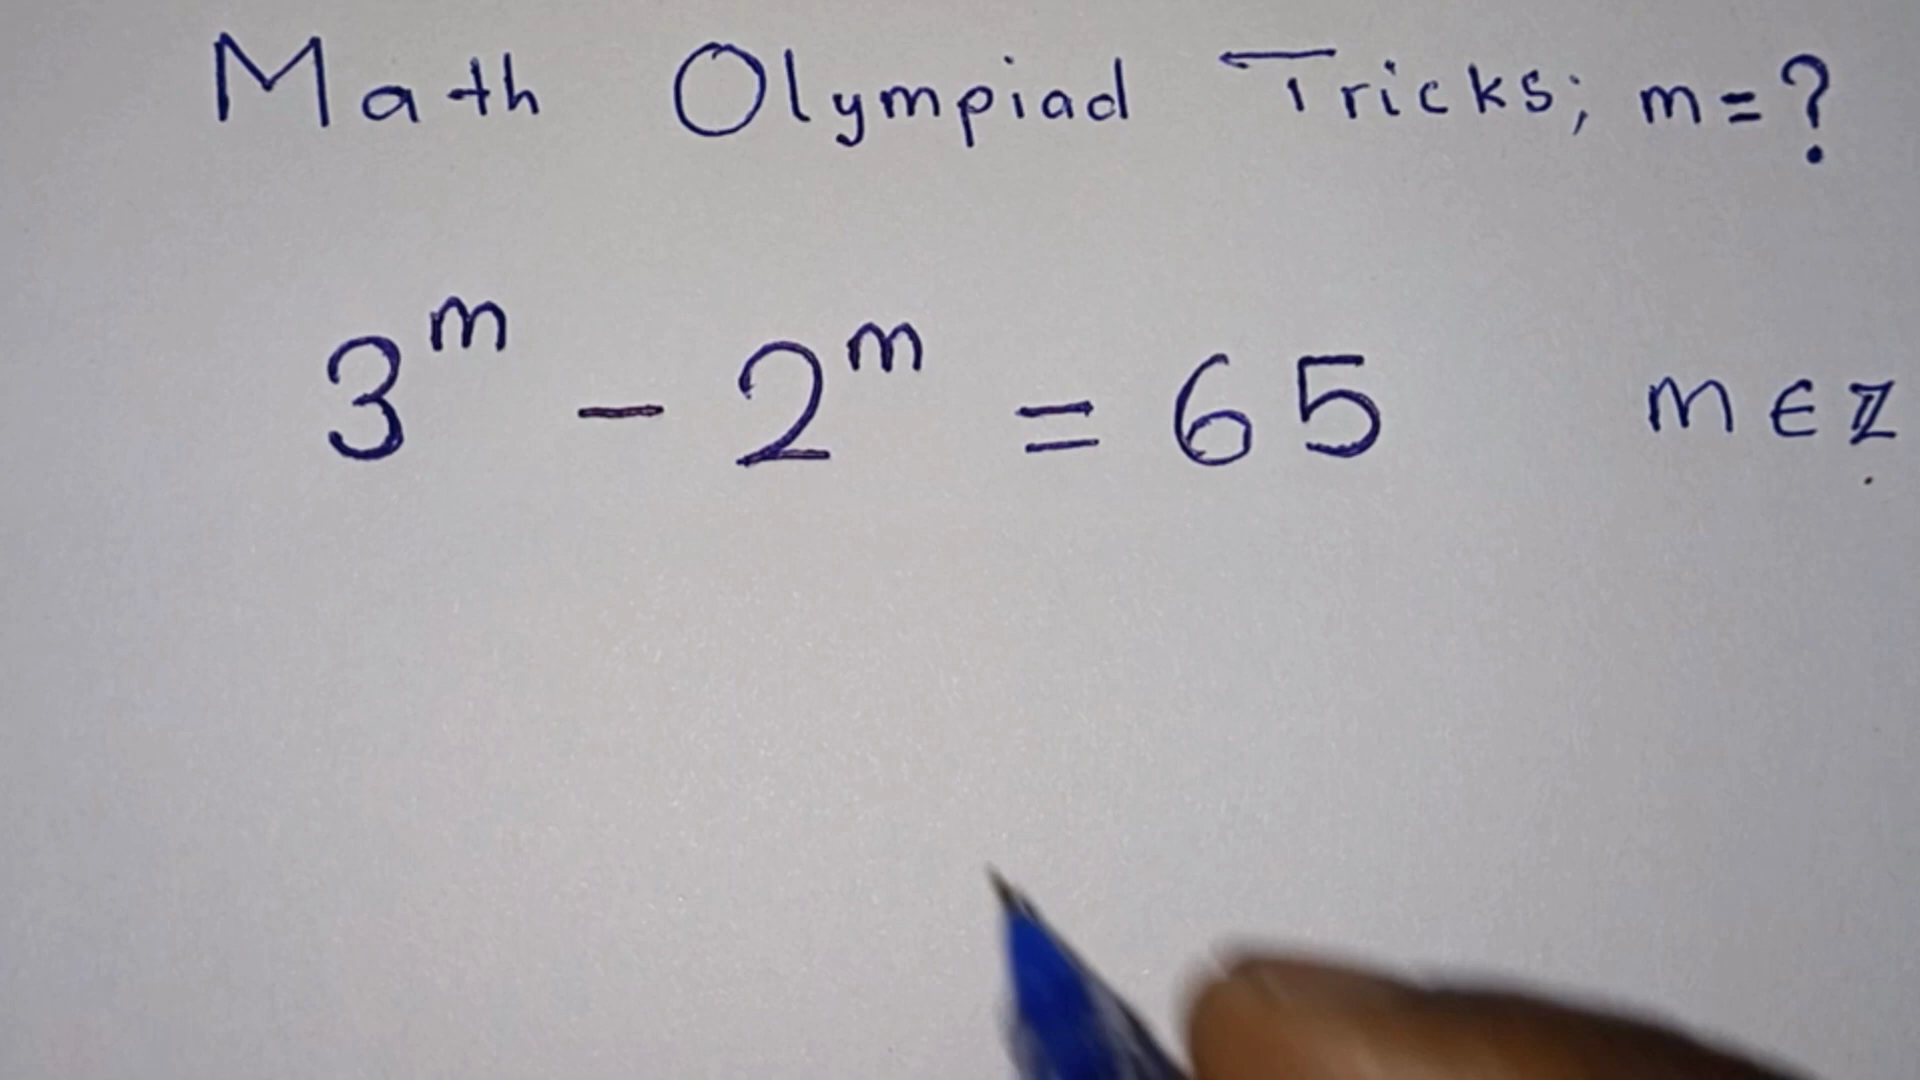 Math Olympiad Tricks; m=?
3^m - 2^m = 65 m ∈ ℤ